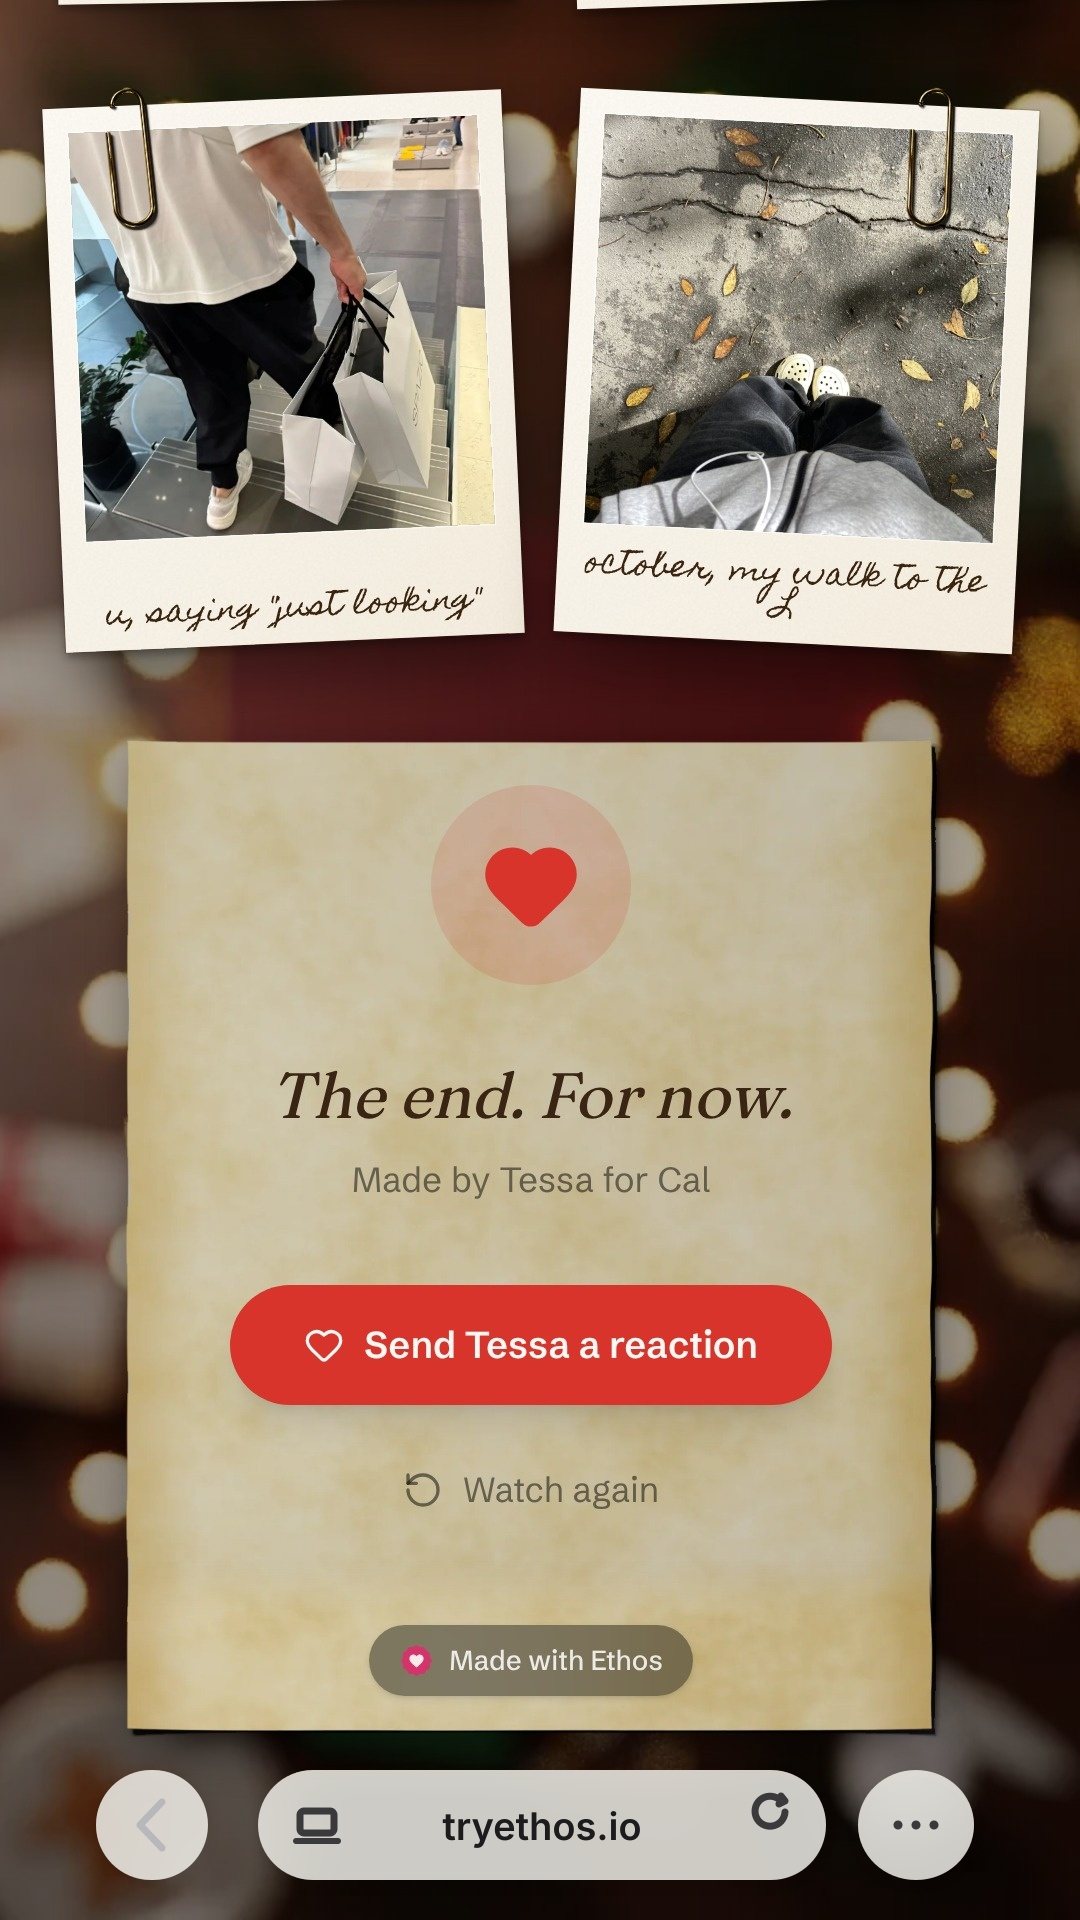 u, saying "just looking"
october, my walk to the
L
The end. For now.
Made by Tessa for Cal
Send Tessa a reaction
Watch again
Made with Ethos
tryethos.io